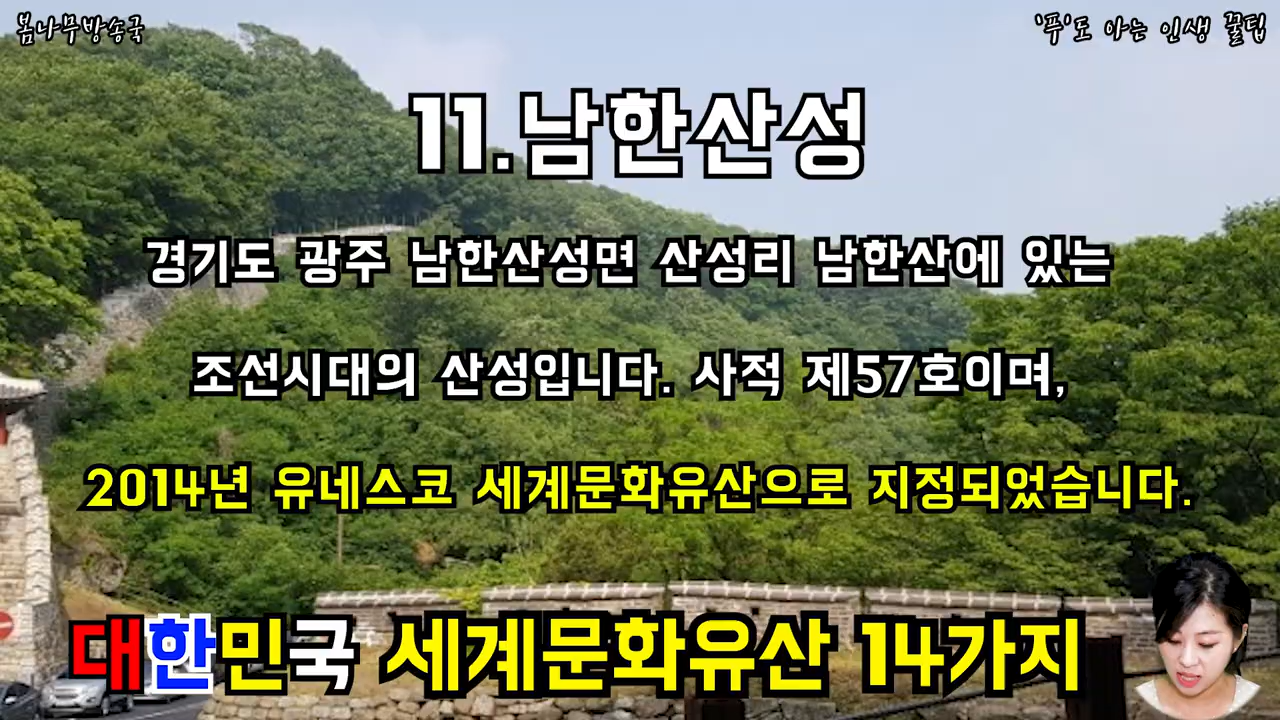 봄나무방송국
'푸'도 아는 인생 꿀팁
11.남한산성
경기도 광주 남한산성면 산성리 남한산에 있는
조선시대의 산성입니다. 사적 제57호이며,
2014년 유네스코 세계문화유산으로 지정되었습니다.
대한민국 세계문화유산 14가지